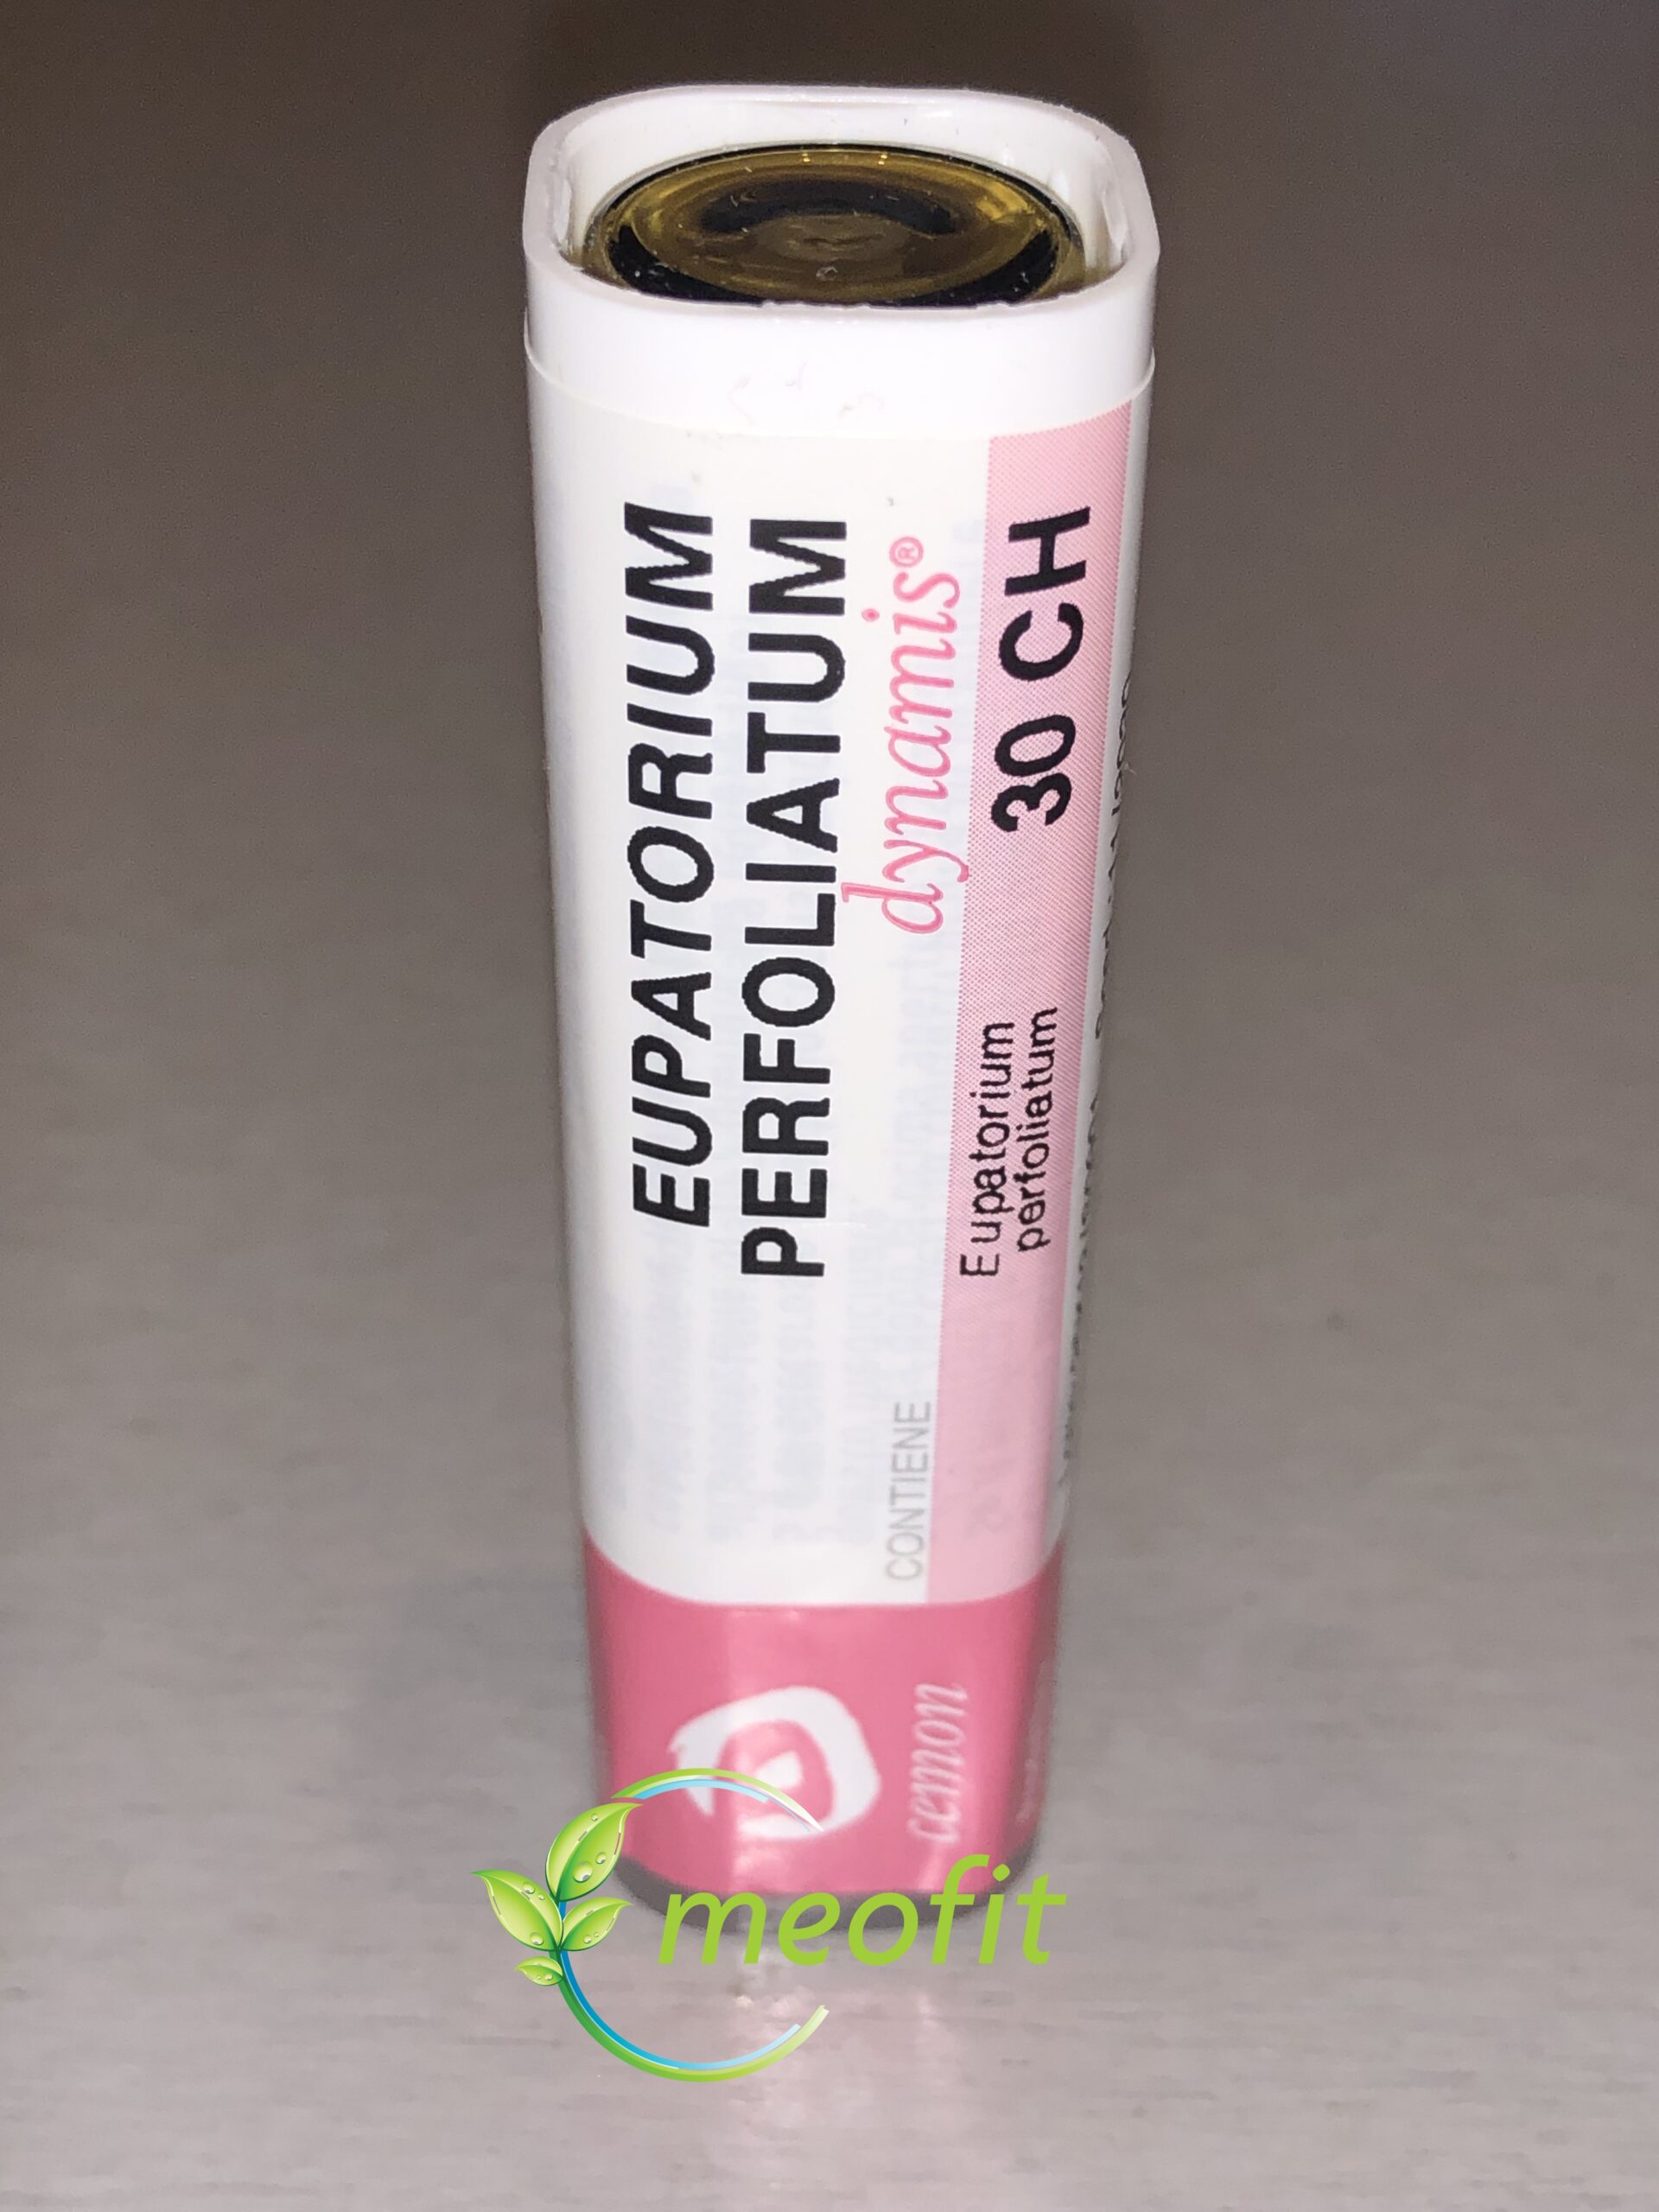 EUPATORIUM
PERFOLIATUM
dynamis®
30 CH
Eupatorium
perfoliatum
CONTIENE
cemon
meofit